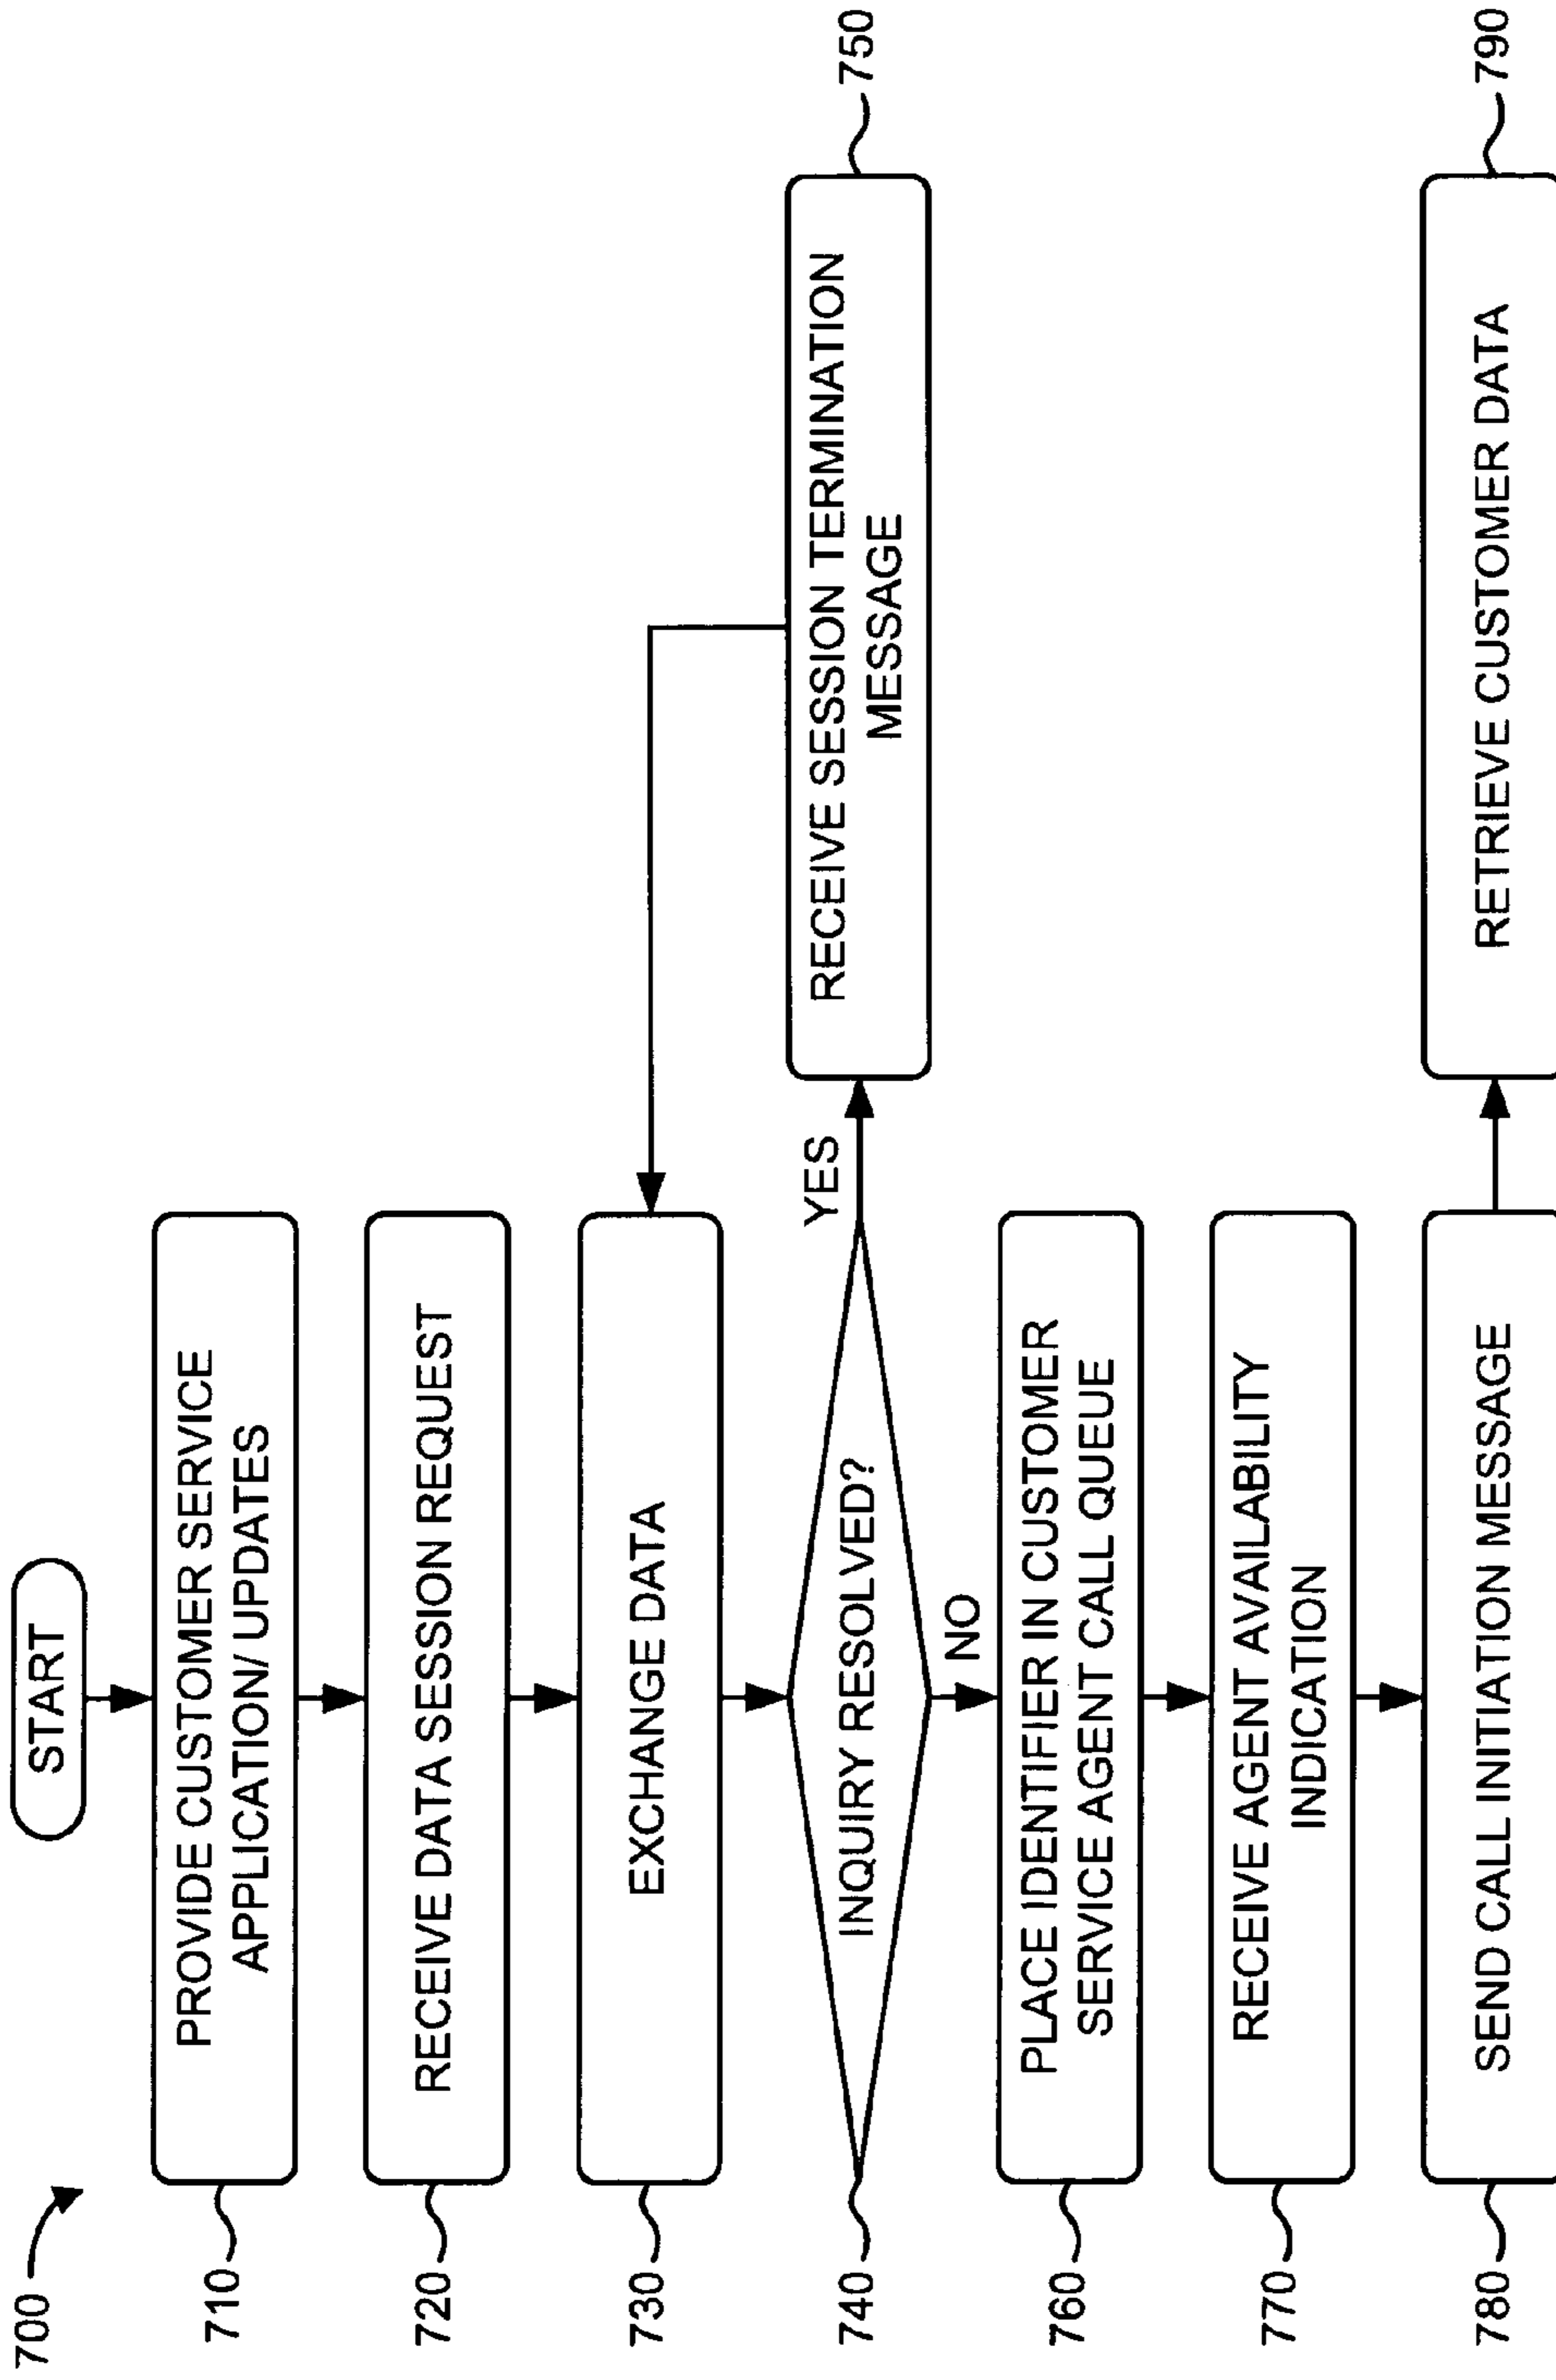 700
START
710
PROVIDE CUSTOMER SERVICE
APPLICATION/ UPDATES
720
RECEIVE DATA SESSION REQUEST
730
EXCHANGE DATA
740
INQUIRY RESOLVED?
YES
RECEIVE SESSION TERMINATION
MESSAGE
750
NO
760
PLACE IDENTIFIER IN CUSTOMER
SERVICE AGENT CALL QUEUE
770
RECEIVE AGENT AVAILABILITY
INDICATION
780
SEND CALL INITIATION MESSAGE
RETRIEVE CUSTOMER DATA
790